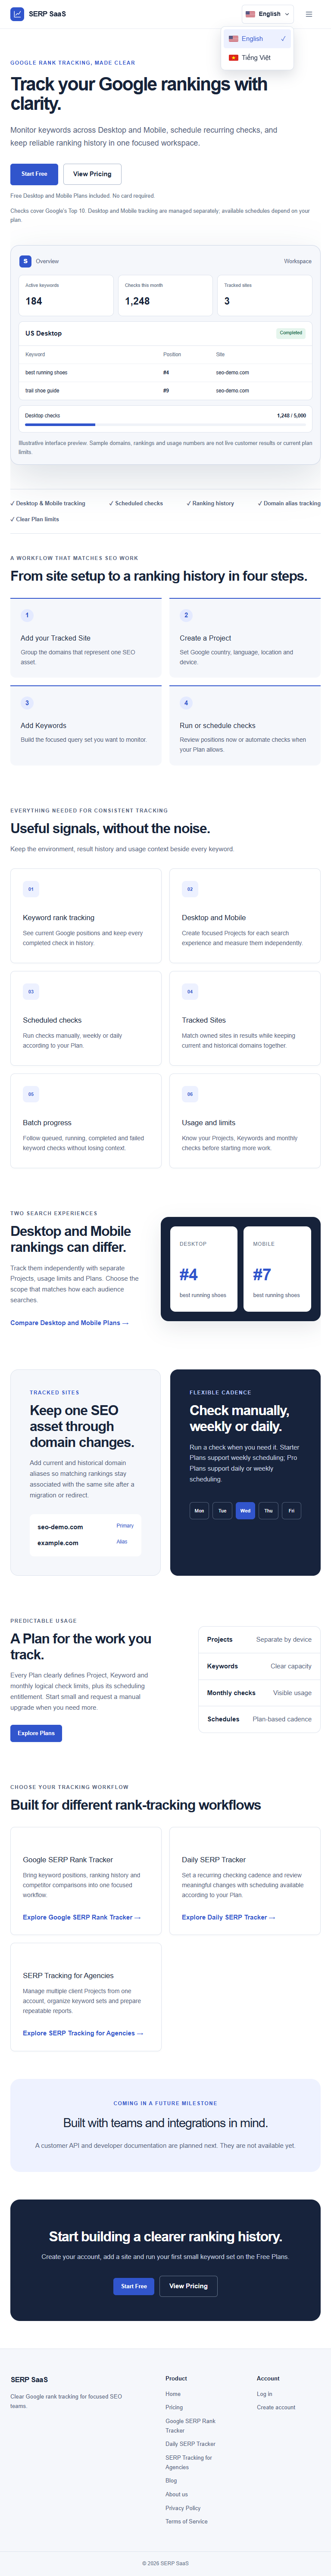 SERP SaaS
English
English ✓
Tiếng Việt
GOOGLE RANK TRACKING, MADE CLEAR
Track your Google rankings with
clarity.
Monitor keywords across Desktop and Mobile, schedule recurring checks, and
keep reliable ranking history in one focused workspace.
Start Free
View Pricing
Free Desktop and Mobile Plans included. No card required.
Checks cover Google's Top 10. Desktop and Mobile tracking are managed separately; available schedules depend on your
plan.
S Overview Workspace
Active keywords
184
Checks this month
1,248
Tracked sites
3
US Desktop Completed
Keyword Position Site
best running shoes #4 seo-demo.com
trail shoe guide #9 seo-demo.com
Desktop checks 1,248 / 5,000
Illustrative interface preview. Sample domains, rankings and usage numbers are not live customer results or current plan
limits.
✓ Desktop & Mobile tracking ✓ Scheduled checks ✓ Ranking history ✓ Domain alias tracking
✓ Clear Plan limits
A WORKFLOW THAT MATCHES SEO WORK
From site setup to a ranking history in four steps.
1
Add your Tracked Site
Group the domains that represent one SEO
asset.
2
Create a Project
Set Google country, language, location and
device.
3
Add Keywords
Build the focused query set you want to monitor.
4
Run or schedule checks
Review positions now or automate checks when
your Plan allows.
EVERYTHING NEEDED FOR CONSISTENT TRACKING
Useful signals, without the noise.
Keep the environment, result history and usage context beside every keyword.
01
Keyword rank tracking
See current Google positions and keep every
completed check in history.
02
Desktop and Mobile
Create focused Projects for each search
experience and measure them independently.
03
Scheduled checks
Run checks manually, weekly or daily
according to your Plan.
04
Tracked Sites
Match owned sites in results while keeping
current and historical domains together.
05
Batch progress
Follow queued, running, completed and failed
keyword checks without losing context.
06
Usage and limits
Know your Projects, Keywords and monthly
checks before starting more work.
TWO SEARCH EXPERIENCES
Desktop and Mobile
rankings can differ.
Track them independently with separate
Projects, usage limits and Plans. Choose the
scope that matches how each audience
searches.
Compare Desktop and Mobile Plans →
DESKTOP
#4
best running shoes
MOBILE
#7
best running shoes
TRACKED SITES
Keep one SEO
asset through
domain changes.
Add current and historical domain
aliases so matching rankings stay
associated with the same site after a
migration or redirect.
seo-demo.com Primary
example.com Alias
FLEXIBLE CADENCE
Check manually,
weekly or daily.
Run a check when you need it. Starter
Plans support weekly scheduling; Pro
Plans support daily or weekly
scheduling.
Mon Tue Wed Thu Fri
PREDICTABLE USAGE
A Plan for the work you
track.
Every Plan clearly defines Project, Keyword and
monthly logical check limits, plus its scheduling
entitlement. Start small and request a manual
upgrade when you need more.
Explore Plans
Projects Separate by device
Keywords Clear capacity
Monthly checks Visible usage
Schedules Plan-based cadence
CHOOSE YOUR TRACKING WORKFLOW
Built for different rank-tracking workflows
Google SERP Rank Tracker
Bring keyword positions, ranking history and
competitor comparisons into one focused
workflow.
Explore Google SERP Rank Tracker →
Daily SERP Tracker
Set a recurring checking cadence and review
meaningful changes with scheduling available
according to your Plan.
Explore Daily SERP Tracker →
SERP Tracking for Agencies
Manage multiple client Projects from one
account, organize keyword sets and prepare
repeatable reports.
Explore SERP Tracking for Agencies →
COMING IN A FUTURE MILESTONE
Built with teams and integrations in mind.
A customer API and developer documentation are planned next. They are not available yet.
Start building a clearer ranking history.
Create your account, add a site and run your first small keyword set on the Free Plans.
Start Free
View Pricing
SERP SaaS
Clear Google rank tracking for focused SEO
teams.
Product
Home
Pricing
Google SERP Rank
Tracker
Daily SERP Tracker
SERP Tracking for
Agencies
Blog
About us
Privacy Policy
Terms of Service
Account
Log in
Create account
© 2026 SERP SaaS